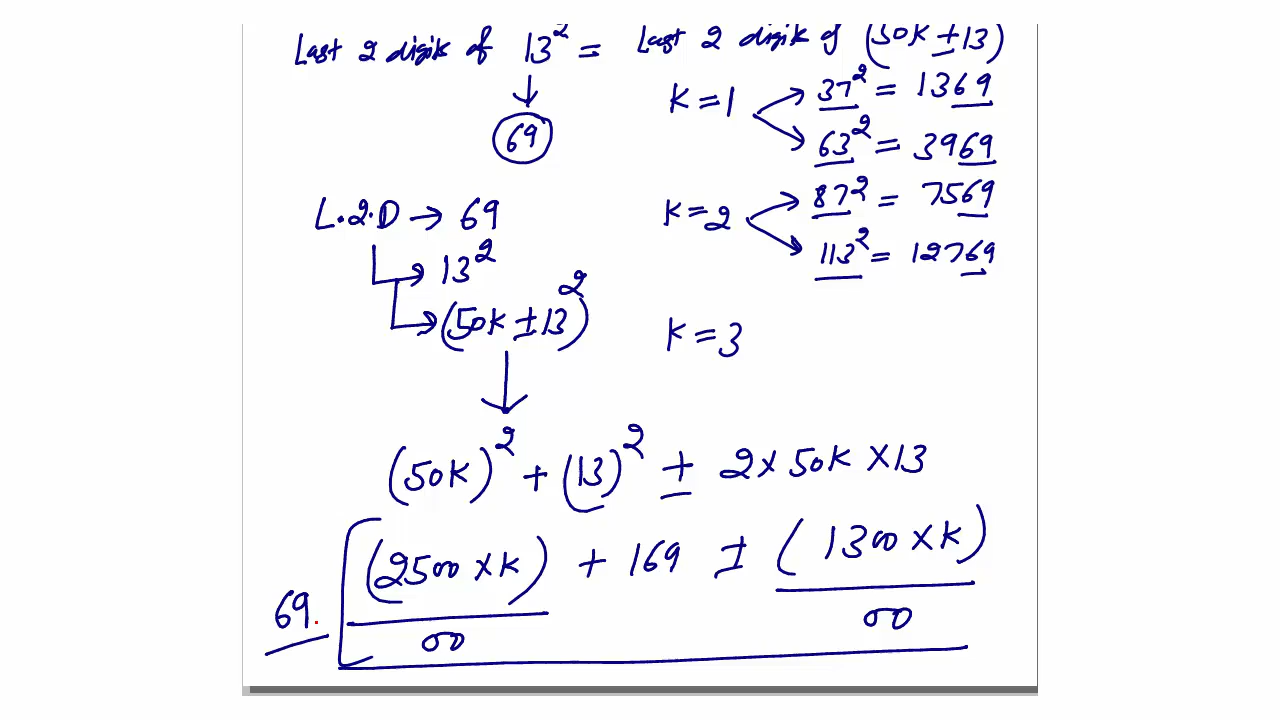 Last 2 digits of 13² = Last 2 digits of (50K ± 13)
↓
69
K = 1
37² = 1369
63² = 3969
K = 2
87² = 7569
113² = 12769
L.2.D → 69
→ 13²
→ (50K ± 13)²
K = 3
(50K)² + (13)² ± 2 × 50K × 13
(2500 × K) + 169 ± (1300 × K)
69.
00
00